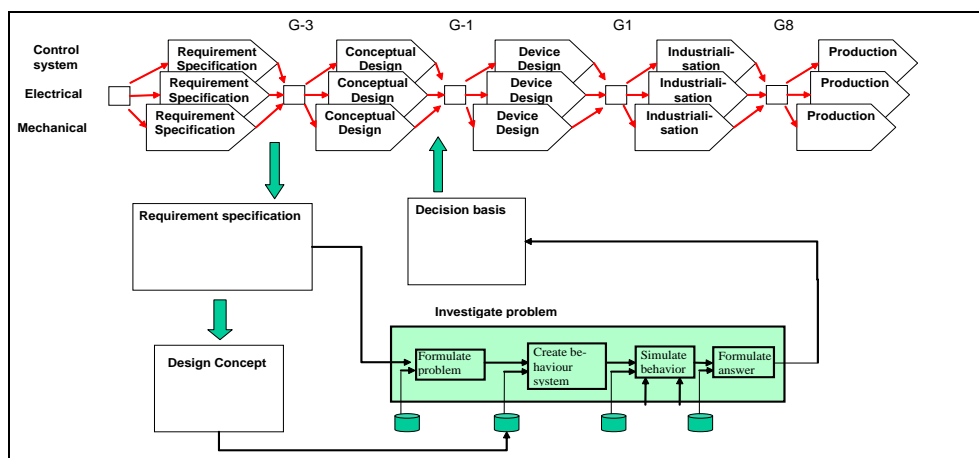 G-3
G-1
G1
G8
Control
system
Requirement
Specification
Conceptual
Design
Device
Design
Industriali-
sation
Production
Electrical
Requirement
Specification
Conceptual
Design
Device
Design
Industriali-
sation
Production
Mechanical
Requirement
Specification
Conceptual
Design
Device
Design
Industriali-
sation
Production
Requirement specification
Decision basis
Investigate problem
Design Concept
Formulate
problem
Create be-
haviour
system
Simulate
behavior
Formulate
answer